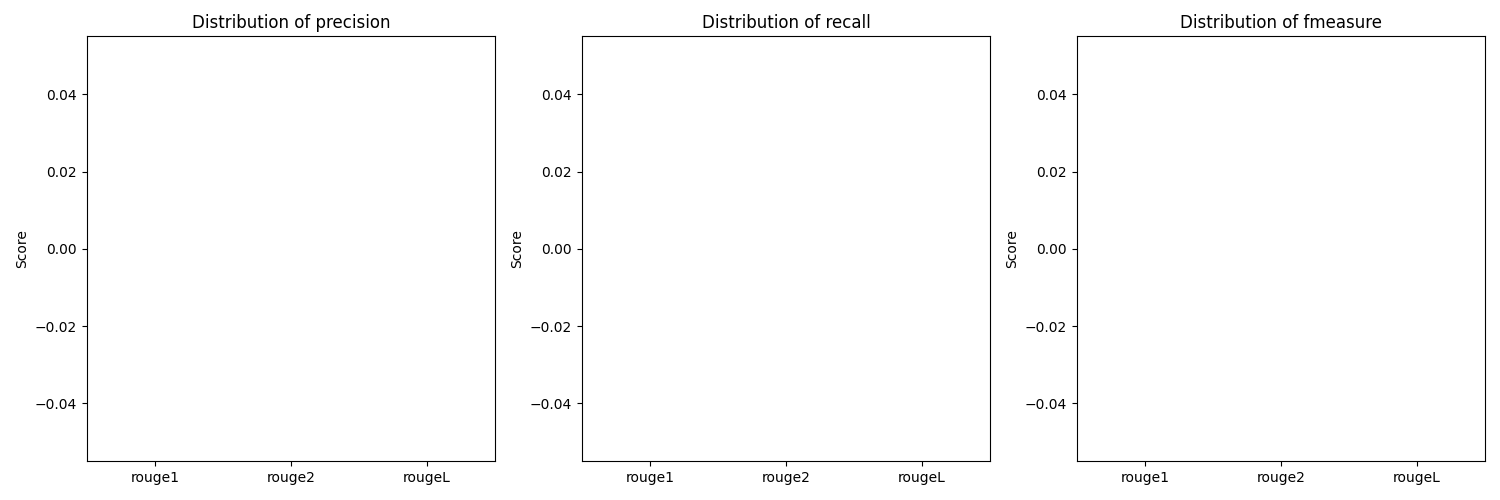 Distribution of precision
Score
0.04
0.02
0.00
−0.02
−0.04
rouge1 rouge2 rougeL
Distribution of recall
Score
0.04
0.02
0.00
−0.02
−0.04
rouge1 rouge2 rougeL
Distribution of fmeasure
Score
0.04
0.02
0.00
−0.02
−0.04
rouge1 rouge2 rougeL